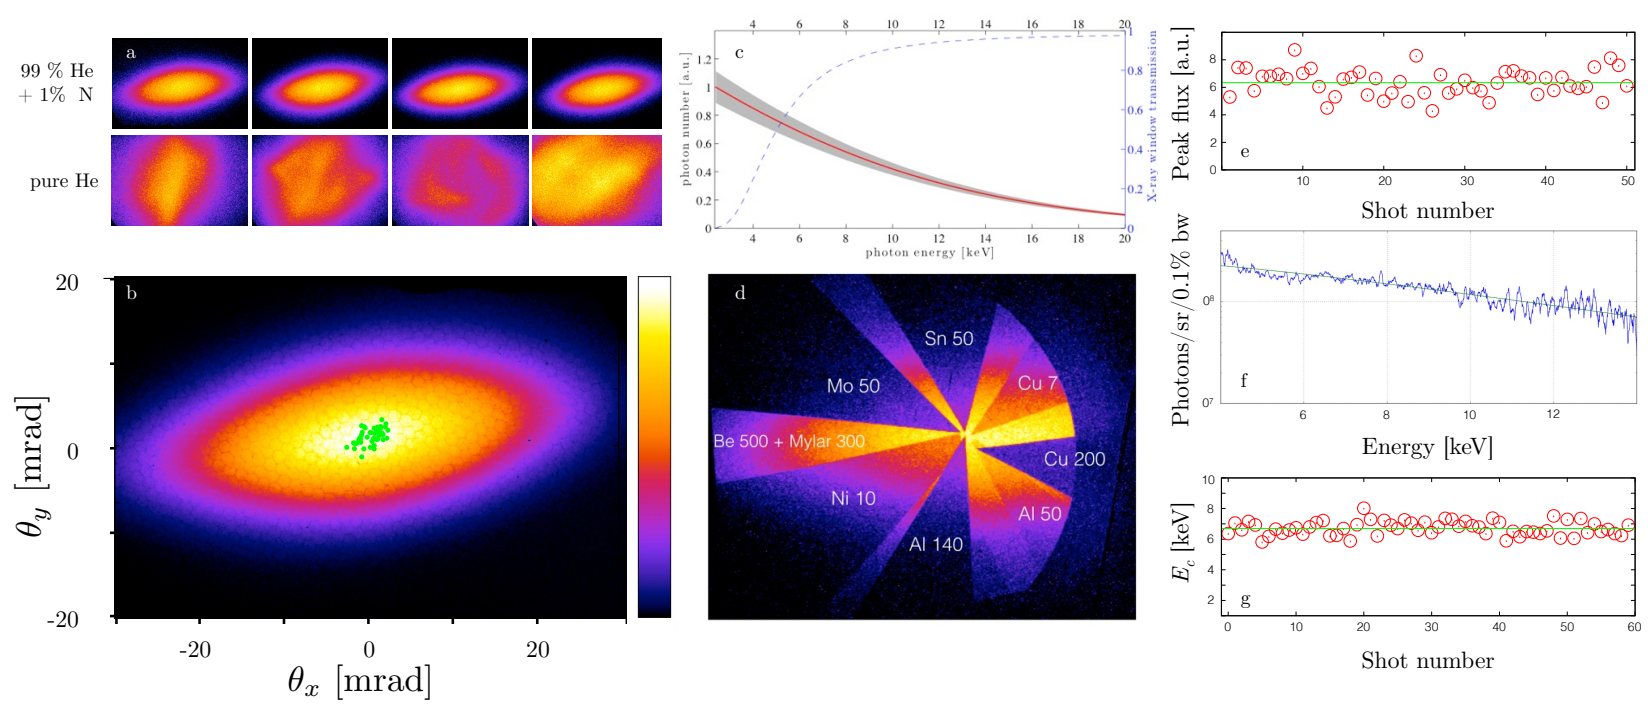 99 % He
+ 1% N
pure He
a
b
20
0
-20
θy [mrad]
-20
0
20
θx [mrad]
c
4
6
8
10
12
14
16
18
20
photon number [a.u.]
1.2
1
0.8
0.6
0.4
0.2
0
X-ray window transmission
1
0.8
0.6
0.4
0.2
0
4
6
8
10
12
14
16
18
20
photon energy [keV]
d
Sn 50
Mo 50
Cu 7
Be 500 + Mylar 300
Cu 200
Ni 10
Al 50
Al 140
Peak flux [a.u.]
8
6
4
2
0
e
10
20
30
40
50
Shot number
Photons/sr/0.1% bw
0⁸
0⁷
f
6
8
10
12
Energy [keV]
Ec [keV]
10
8
6
4
2
g
0
10
20
30
40
50
60
Shot number